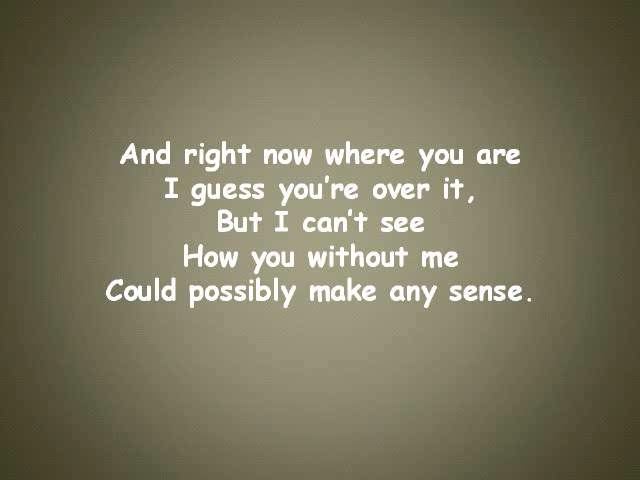 And right now where you are
I guess you're over it,
But I can't see
How you without me
Could possibly make any sense.